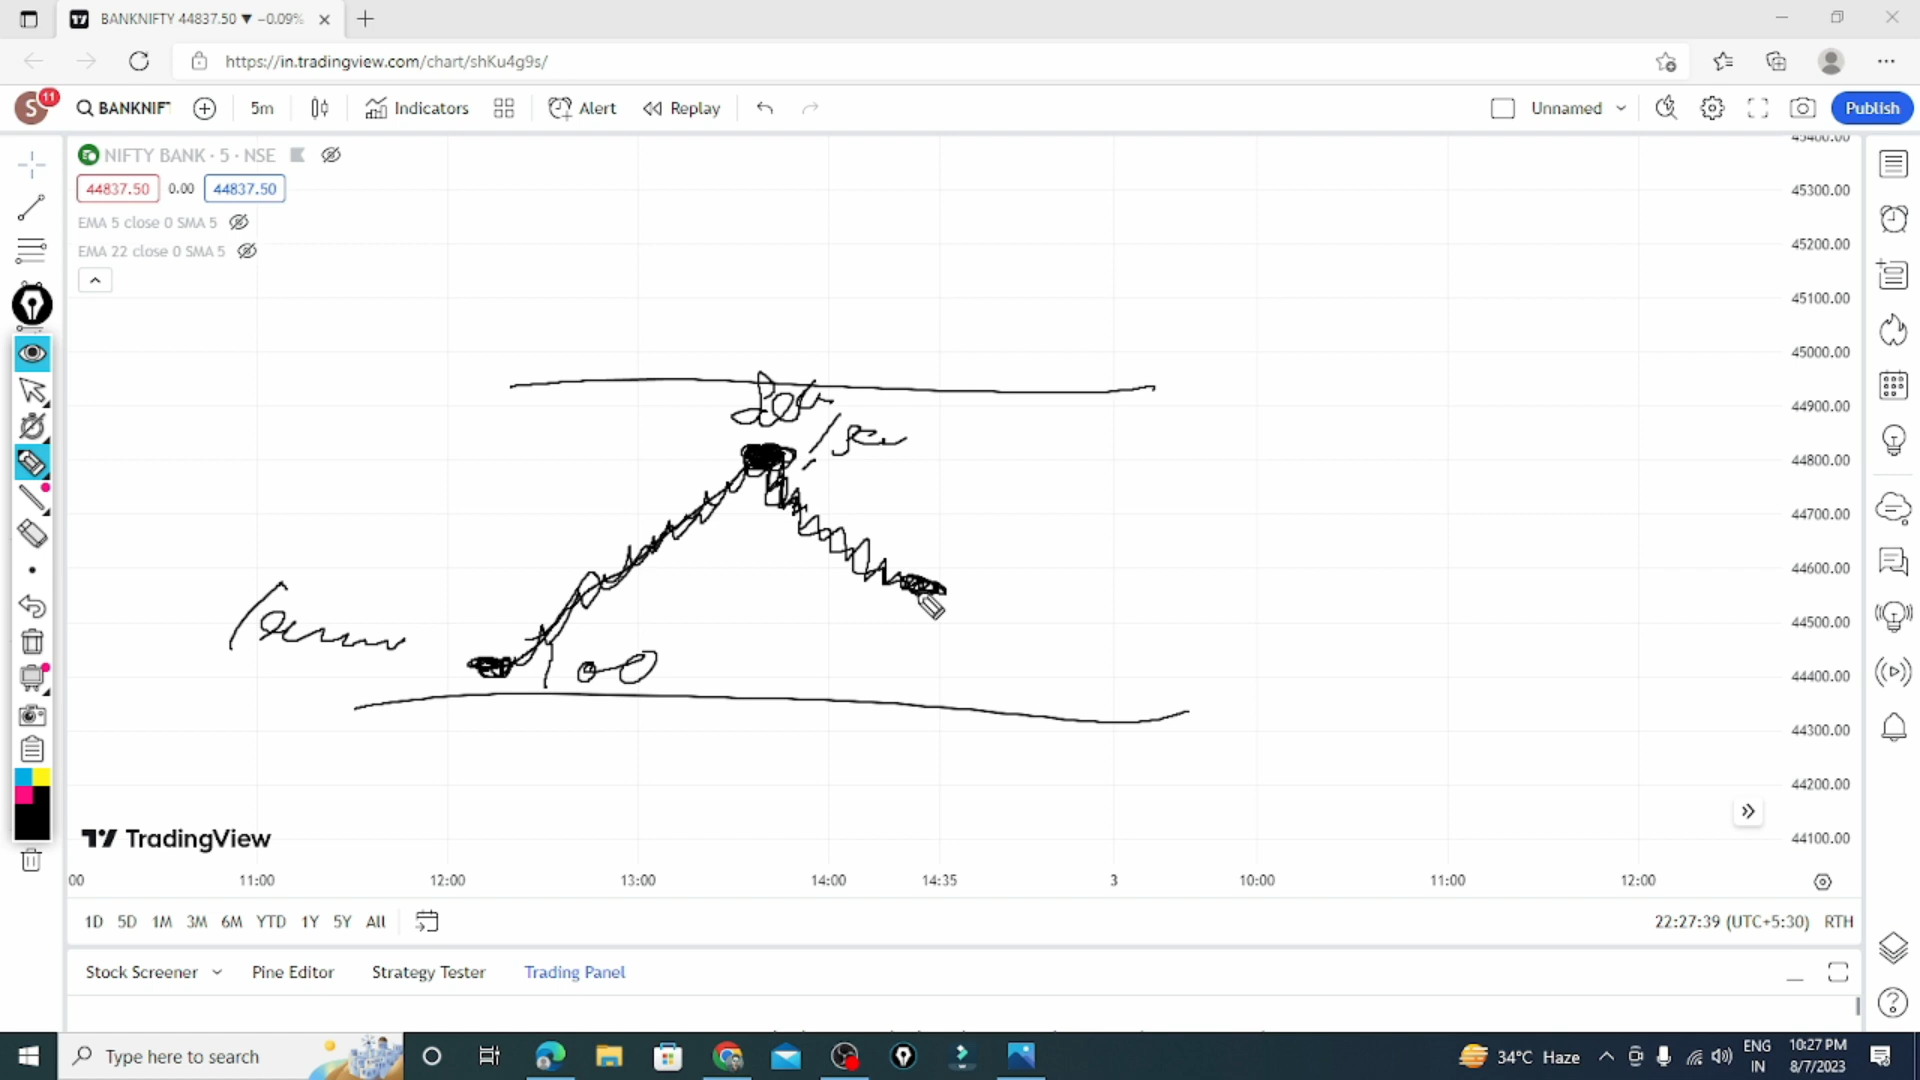 BANKNIFTY 44837.50 ▼ −0.09%
https://in.tradingview.com/chart/shKu4g9s/
S 11 BANKNIF 5m Indicators Alert Replay Unnamed Publish
NIFTY BANK · 5 · NSE
44837.50 0.00 44837.50
EMA 5 close 0 SMA 5
EMA 22 close 0 SMA 5
45400.00
45300.00
45200.00
45100.00
45000.00
44900.00
44800.00
44700.00
44600.00
44500.00
44400.00
44300.00
44200.00
44100.00
100
TradingView
00 11:00 12:00 13:00 14:00 14:35 3 10:00 11:00 12:00
1D 5D 1M 3M 6M YTD 1Y 5Y All 22:27:39 (UTC+5:30) RTH
Stock Screener Pine Editor Strategy Tester Trading Panel
Type here to search 34°C Haze ENG IN 10:27 PM 8/7/2023